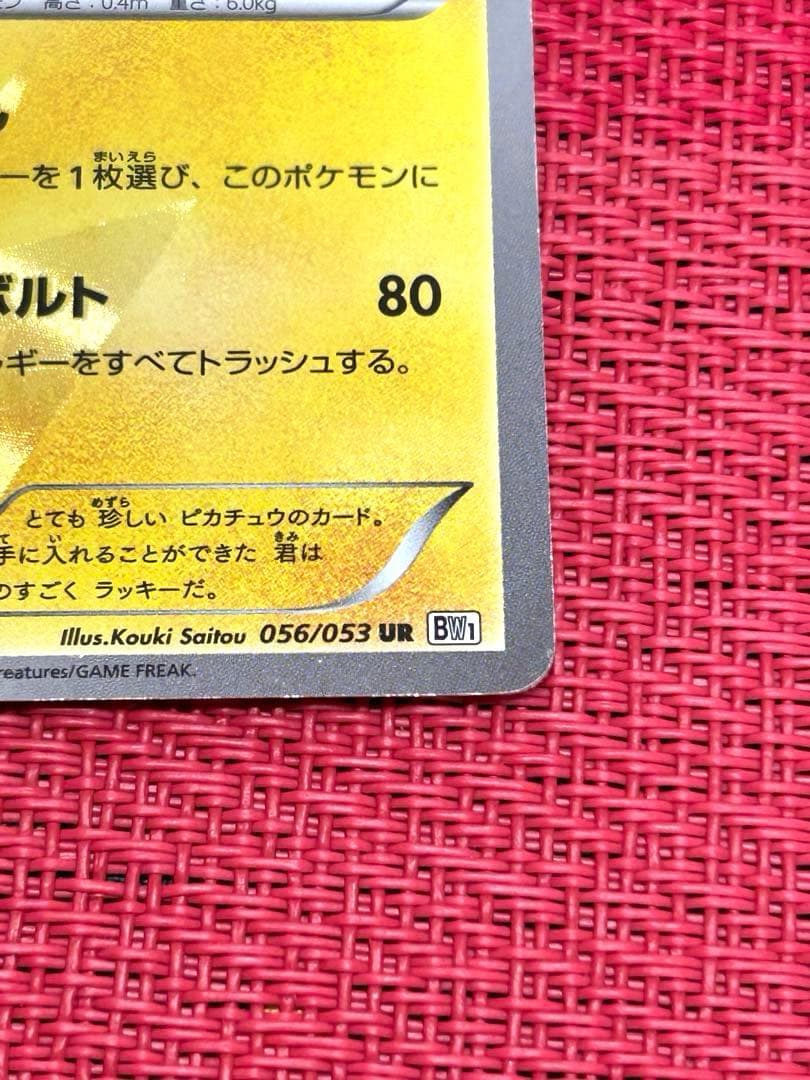 高さ:0.4m 重さ:6.0kg
ーを1枚選び、このポケモンに
ボルト 80
ギーをすべてトラッシュする。
とても 珍しい ピカチュウのカード。
手に入れることができた 君は
のすごく ラッキーだ。
Illus.Kouki Saitou 056/053 UR BW1
reatures/GAME FREAK.